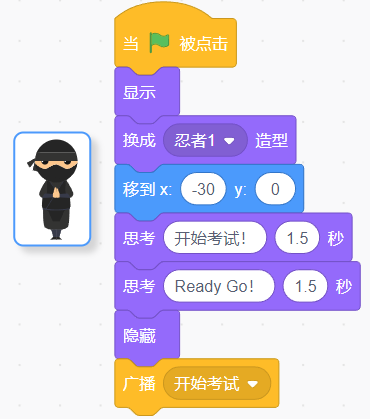 当 被点击
显示
换成 忍者1 造型
移到 x: -30 y: 0
思考 开始考试！ 1.5 秒
思考 Ready Go！ 1.5 秒
隐藏
广播 开始考试